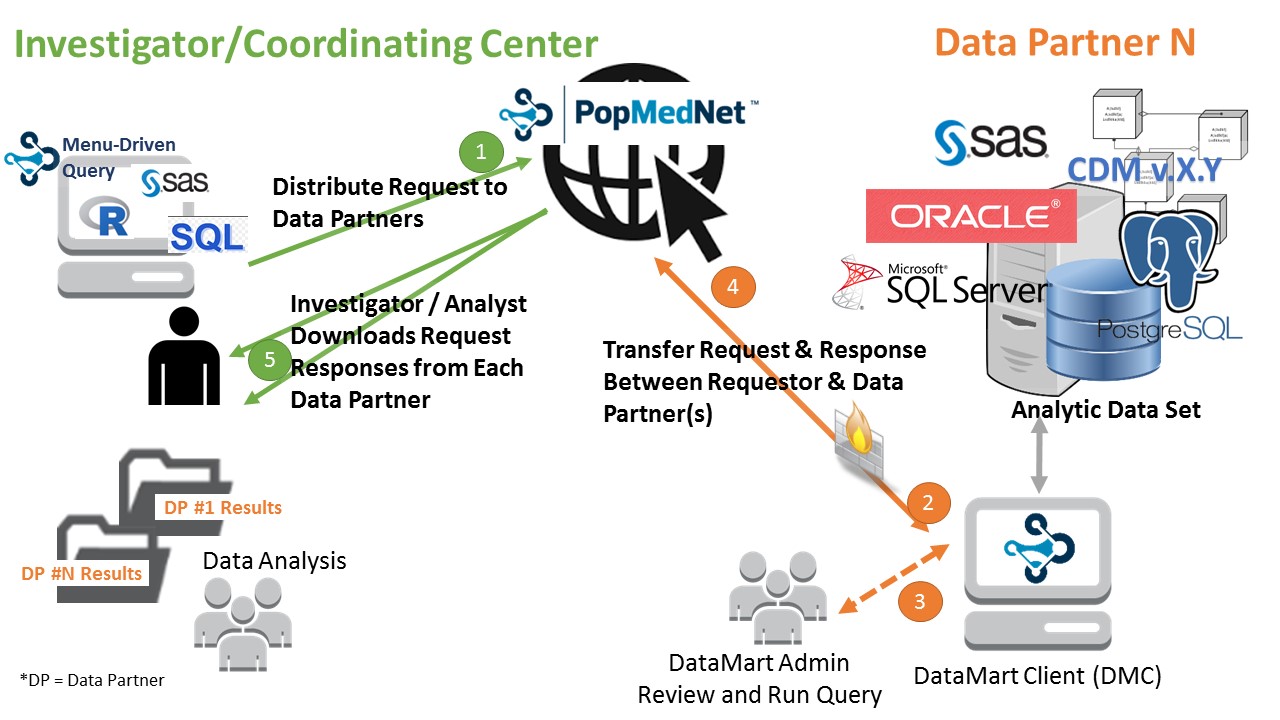 Investigator/Coordinating Center
Data Partner N
PopMedNet™
Menu-Driven
Query
sas
R
SQL
1
Distribute Request to
Data Partners
sas
CDM v.X.Y
ORACLE®
Microsoft®
SQL Server
PostgreSQL
Analytic Data Set
4
Investigator / Analyst
Downloads Request
Responses from Each
Data Partner
5
Transfer Request & Response
Between Requestor & Data
Partner(s)
2
3
DP #1 Results
DP #N Results
Data Analysis
DataMart Admin
Review and Run Query
DataMart Client (DMC)
*DP = Data Partner